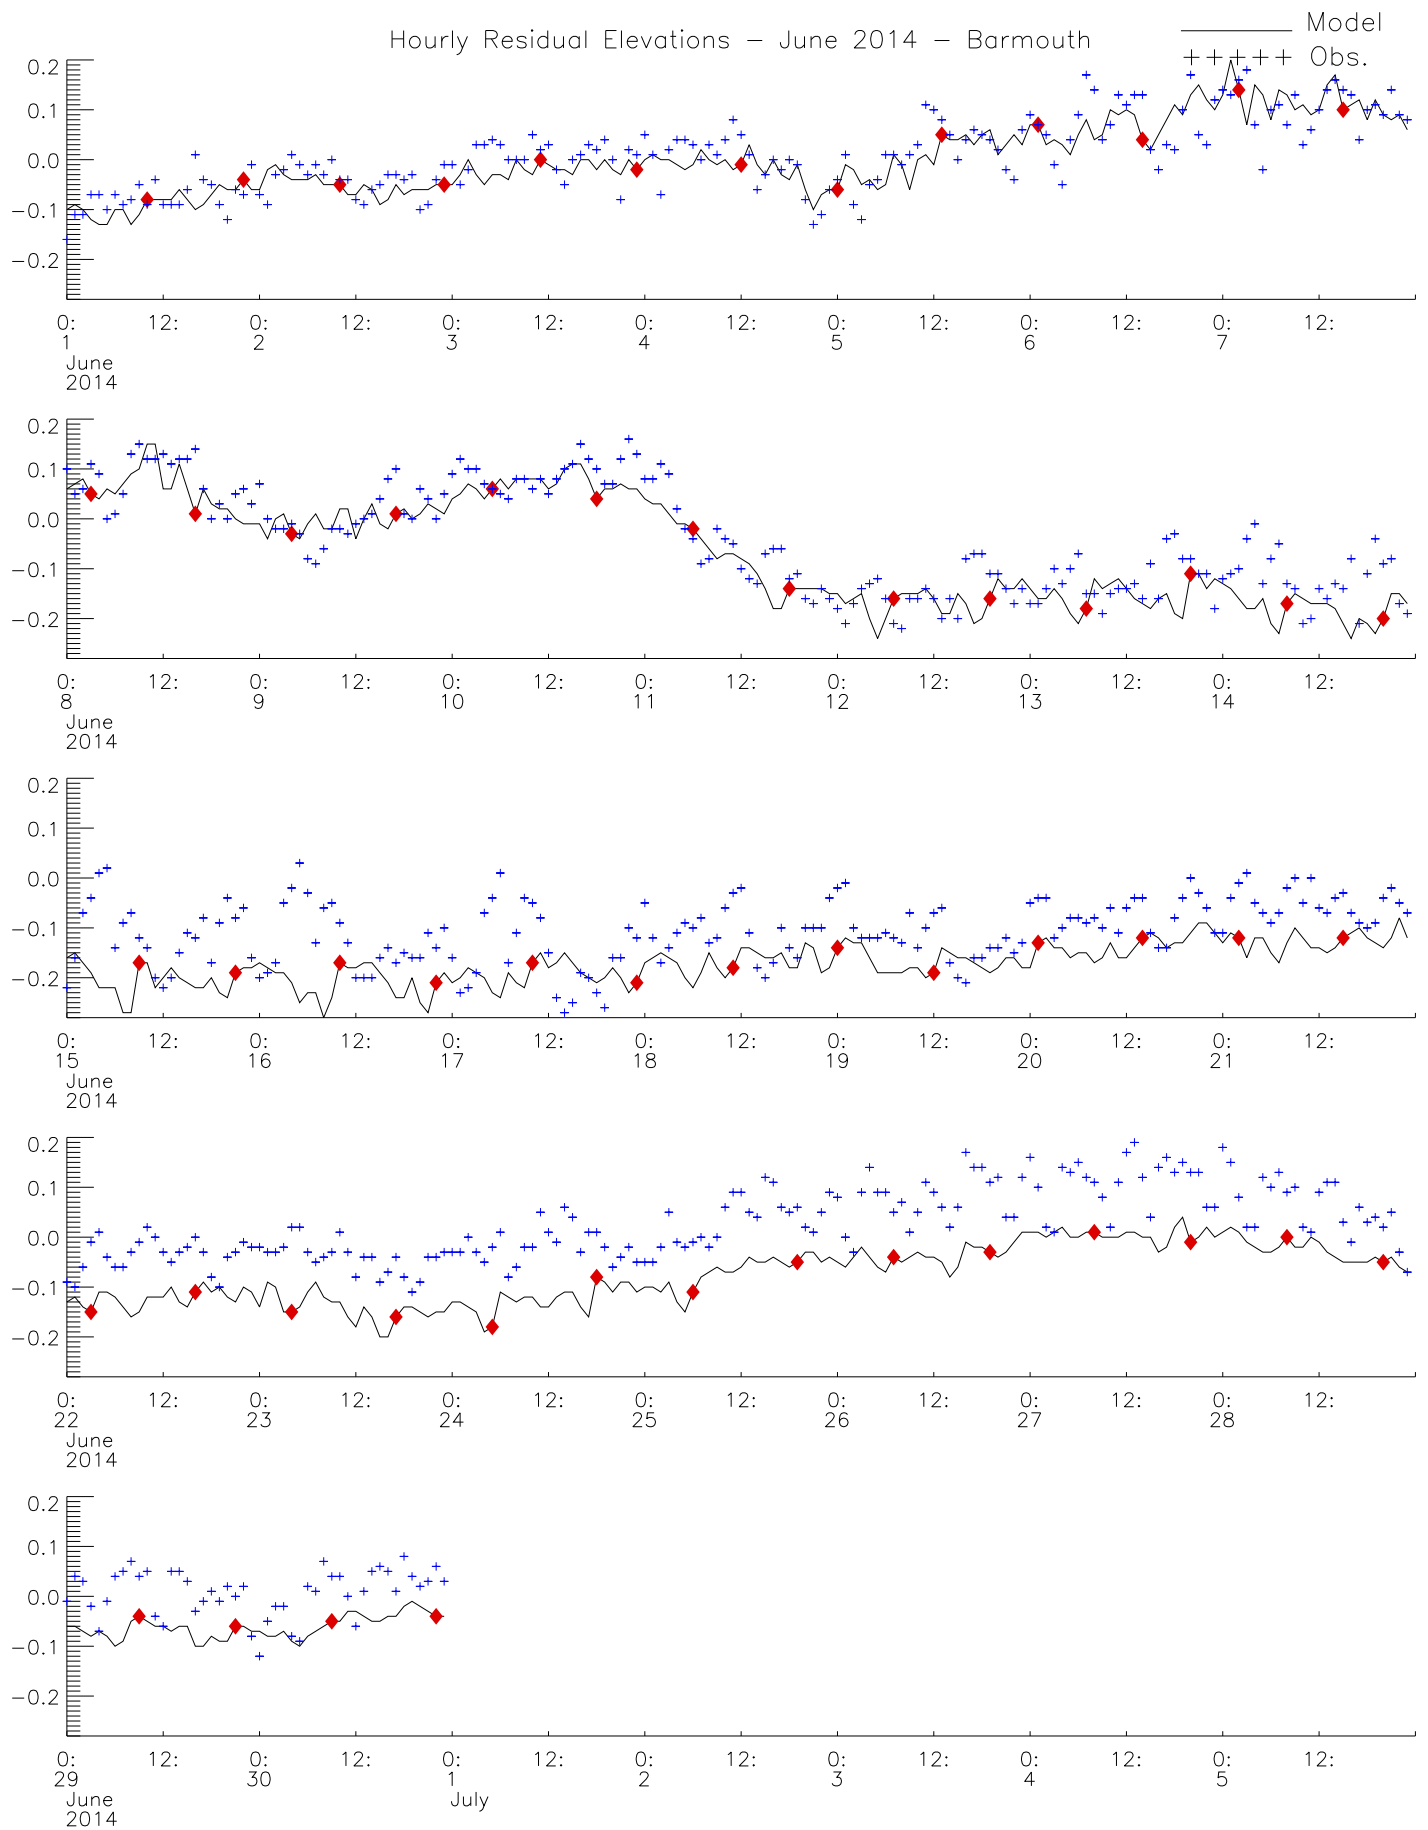 Hourly Residual Elevations – June 2014 – Barmouth
Model
+++++ Obs.
0.2
0.1
0.0
−0.1
−0.2
0: 12: 0: 12: 0: 12: 0: 12: 0: 12: 0: 12: 0: 12:
1 2 3 4 5 6 7
June
2014
0.2
0.1
0.0
−0.1
−0.2
0: 12: 0: 12: 0: 12: 0: 12: 0: 12: 0: 12: 0: 12:
8 9 10 11 12 13 14
June
2014
0.2
0.1
0.0
−0.1
−0.2
0: 12: 0: 12: 0: 12: 0: 12: 0: 12: 0: 12: 0: 12:
15 16 17 18 19 20 21
June
2014
0.2
0.1
0.0
−0.1
−0.2
0: 12: 0: 12: 0: 12: 0: 12: 0: 12: 0: 12: 0: 12:
22 23 24 25 26 27 28
June
2014
0.2
0.1
0.0
−0.1
−0.2
0: 12: 0: 12: 0: 12: 0: 12: 0: 12: 0: 12: 0: 12:
29 30 1 2 3 4 5
June July
2014